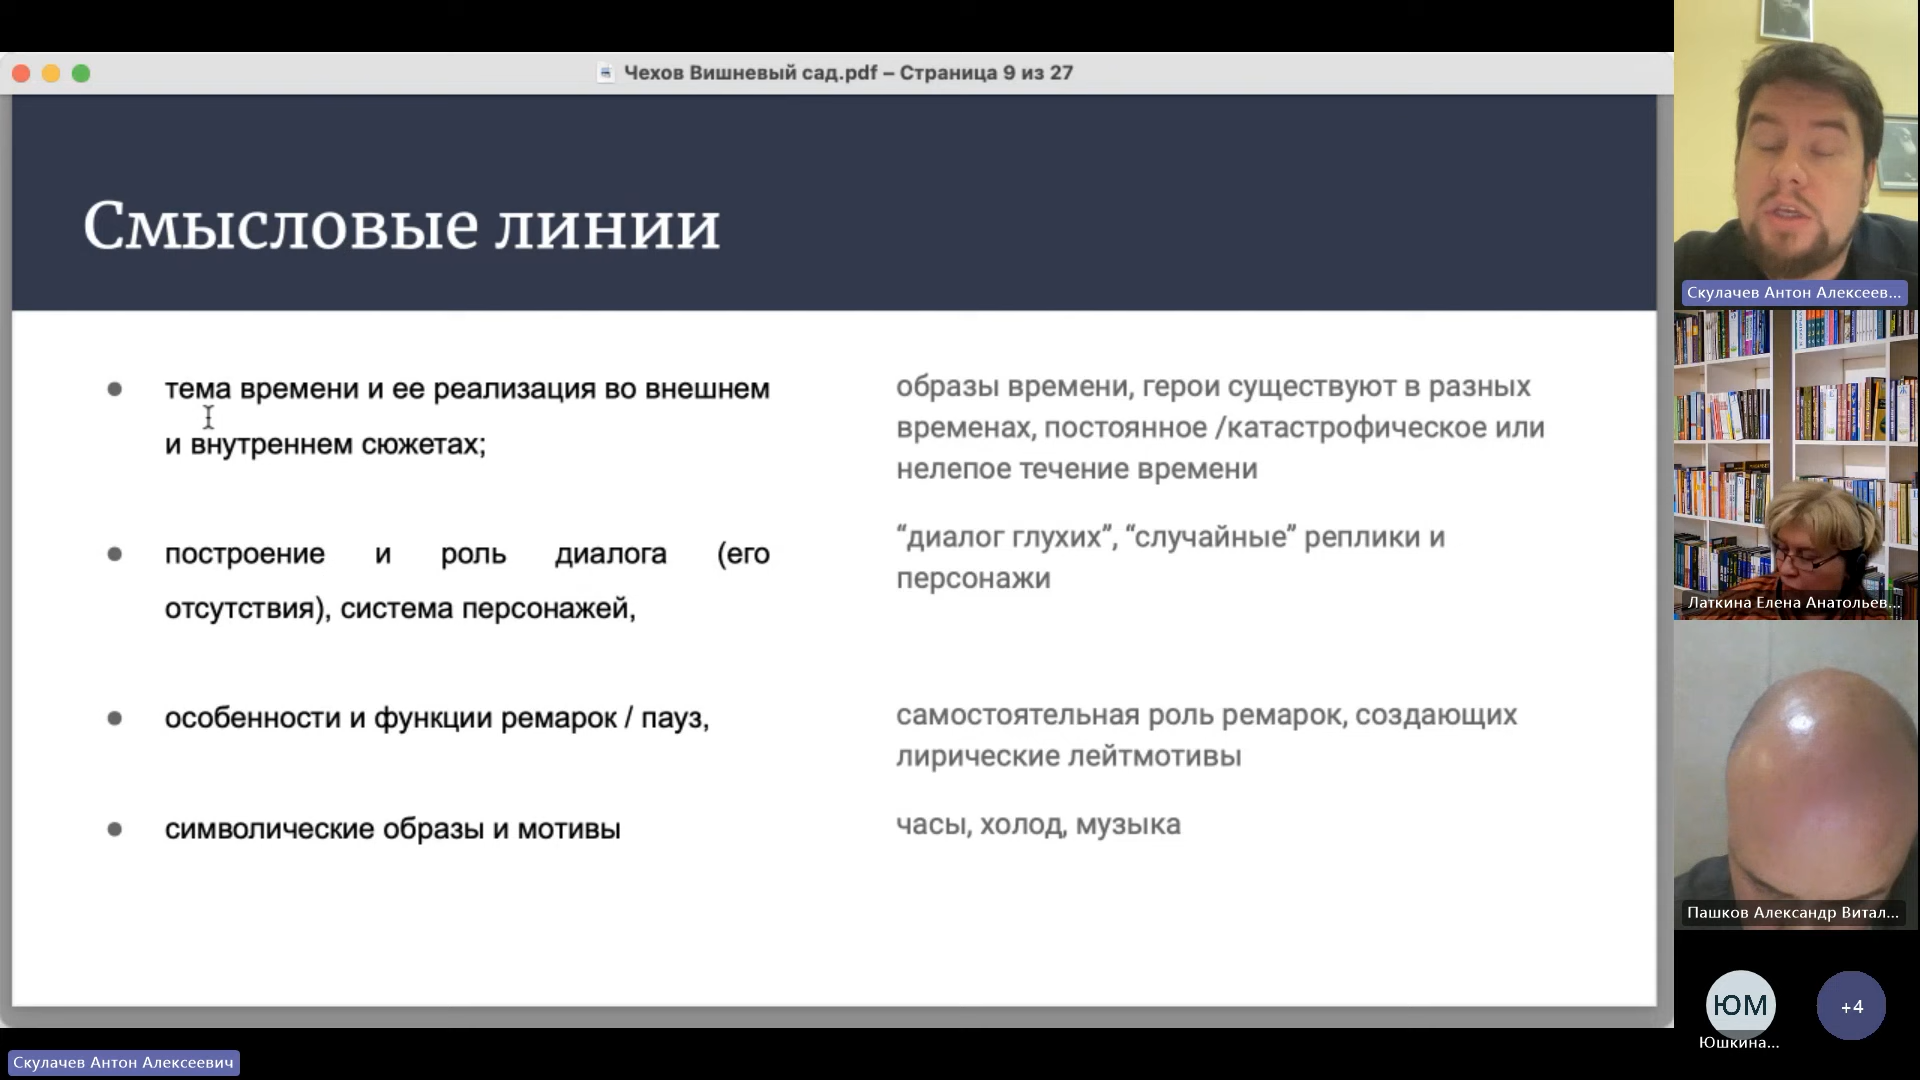 Чехов Вишневый сад.pdf – Страница 9 из 27
Смысловые линии
тема времени и ее реализация во внешнем
и внутреннем сюжетах;
образы времени, герои существуют в разных
временах, постоянное /катастрофическое или
нелепое течение времени
построение и роль диалога (его
отсутствия), система персонажей,
“диалог глухих”, “случайные” реплики и
персонажи
особенности и функции ремарок / пауз,
самостоятельная роль ремарок, создающих
лирические лейтмотивы
символические образы и мотивы
часы, холод, музыка
Скулачев Антон Алексеев...
Латкина Елена Анатольев...
Пашков Александр Витал...
ЮМ
+4
Юшкина...
Скулачев Антон Алексеевич